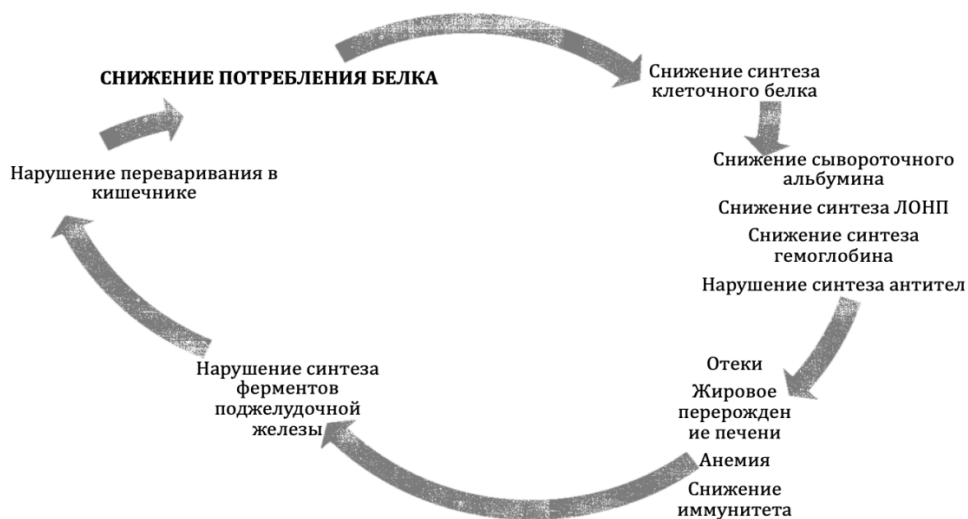 СНИЖЕНИЕ ПОТРЕБЛЕНИЯ БЕЛКА
Снижение синтеза
клеточного белка
Снижение сывороточного
альбумина
Снижение синтеза ЛОНП
Снижение синтеза
гемоглобина
Нарушение синтеза антител
Отеки
Жировое
перерожден
ие печени
Анемия
Снижение
иммунитета
Нарушение синтеза
ферментов
поджелудочной
железы
Нарушение переваривания в
кишечнике